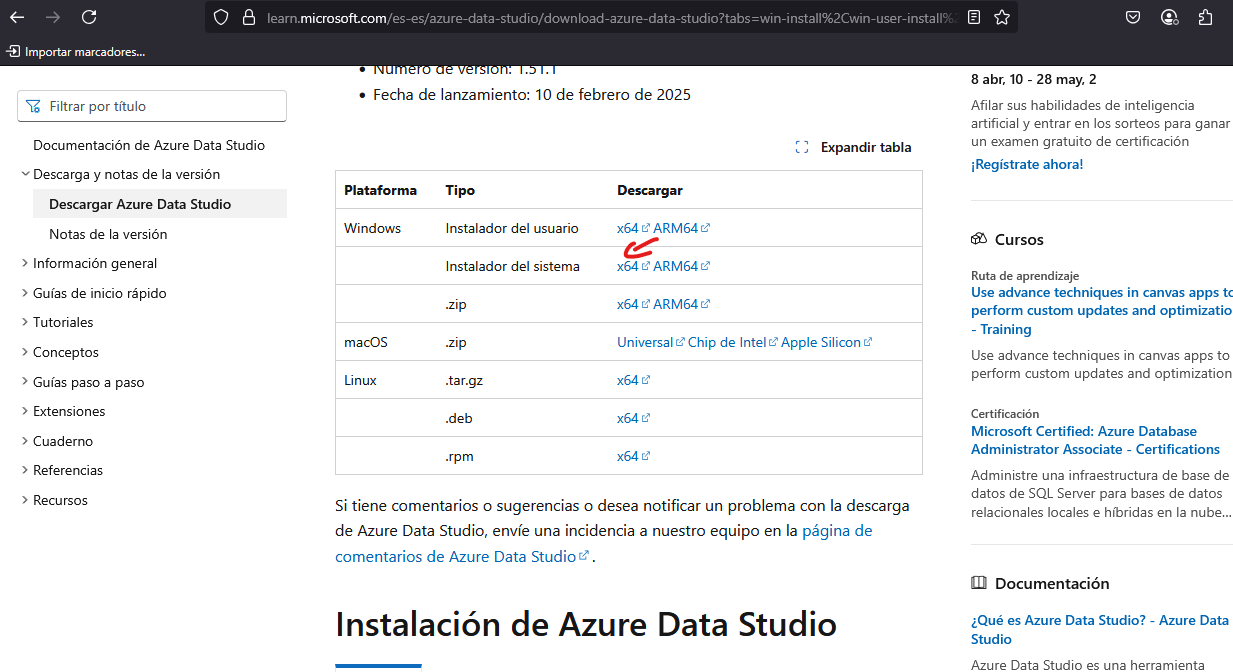 learn.microsoft.com/es-es/azure-data-studio/download-azure-data-studio?tabs=win-install%2Cwin-user-install%2
Importar marcadores...
Filtrar por título
Documentación de Azure Data Studio
Descarga y notas de la versión
Descargar Azure Data Studio
Notas de la versión
Información general
Guías de inicio rápido
Tutoriales
Conceptos
Guías paso a paso
Extensiones
Cuaderno
Referencias
Recursos
Número de versión: 1.51.1
Fecha de lanzamiento: 10 de febrero de 2025
Expandir tabla
Plataforma Tipo Descargar
Windows Instalador del usuario x64 ARM64
Instalador del sistema x64 ARM64
.zip x64 ARM64
macOS .zip Universal Chip de Intel Apple Silicon
Linux .tar.gz x64
.deb x64
.rpm x64
Si tiene comentarios o sugerencias o desea notificar un problema con la descarga
de Azure Data Studio, envíe una incidencia a nuestro equipo en la página de
comentarios de Azure Data Studio .
Instalación de Azure Data Studio
8 abr, 10 - 28 may, 2
Afilar sus habilidades de inteligencia
artificial y entrar en los sorteos para ganar
un examen gratuito de certificación
¡Regístrate ahora!
Cursos
Ruta de aprendizaje
Use advance techniques in canvas apps to
perform custom updates and optimizatio
- Training
Use advance techniques in canvas apps to
perform custom updates and optimization
Certificación
Microsoft Certified: Azure Database
Administrator Associate - Certifications
Administre una infraestructura de base de
datos de SQL Server para bases de datos
relacionales locales e híbridas en la nube...
Documentación
¿Qué es Azure Data Studio? - Azure Data
Studio
Azure Data Studio es una herramienta